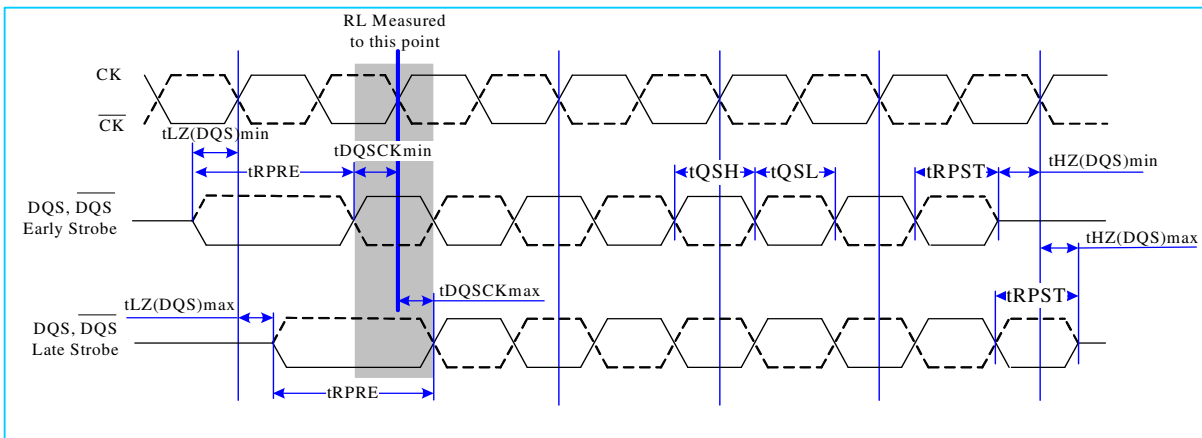 RL Measured
to this point
CK
CK
tLZ(DQS)min
tDQSCKmin
tRPRE
tQSH
tQSL
tRPST
tHZ(DQS)min
DQS, DQS
Early Strobe
tHZ(DQS)max
tLZ(DQS)max
tDQSCKmax
tRPST
DQS, DQS
Late Strobe
tRPRE